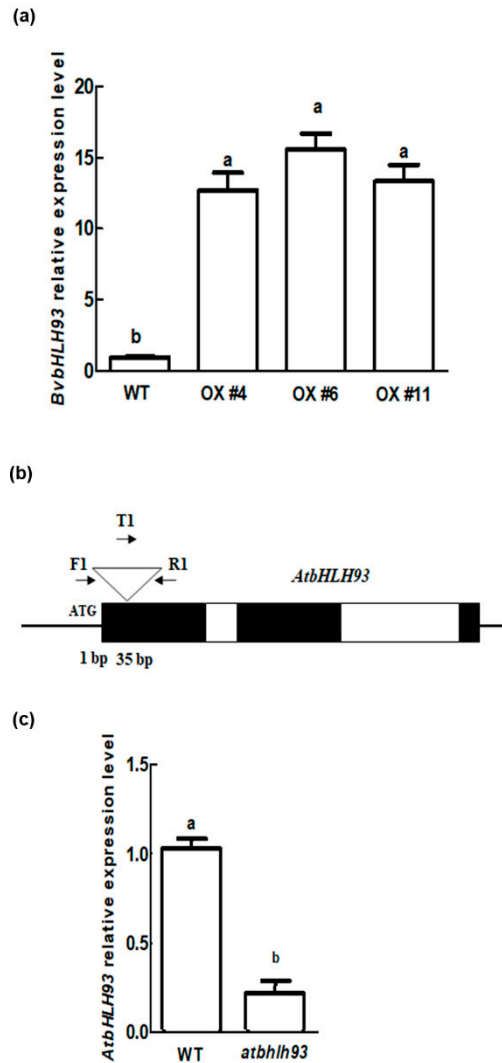 (a)
BvbHLH93 relative expression level
20
15
10
5
0
a
a
a
b
WT OX #4 OX #6 OX #11
(b)
T1
F1 R1 AtbHLH93
ATG
1 bp 35 bp
(c)
AtbHLH93 relative expression level
1.5
1.0
0.5
0.0
a
b
WT atbhlh93